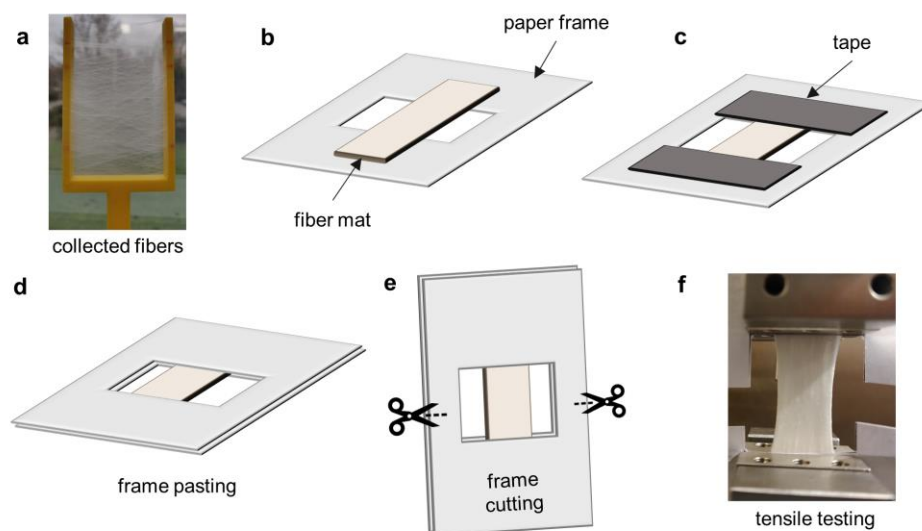 a
collected fibers
b
paper frame
fiber mat
c
tape
d
frame pasting
e
frame
cutting
f
tensile testing